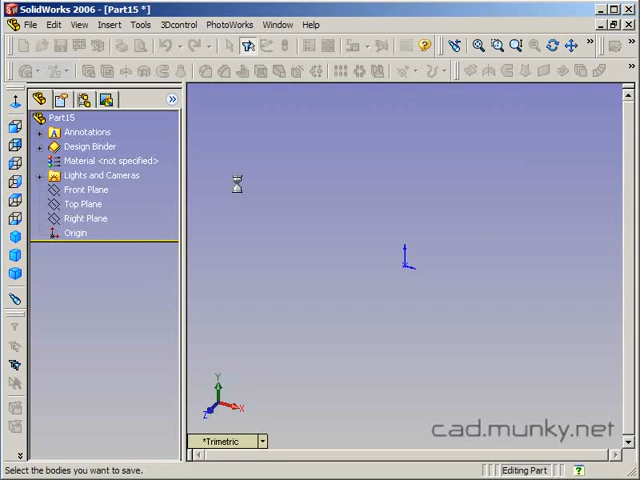 SolidWorks 2006 - [Part15 *]
File Edit View Insert Tools 3Dcontrol PhotoWorks Window Help
Part15
Annotations
Design Binder
Material <not specified>
Lights and Cameras
Front Plane
Top Plane
Right Plane
Origin
Y
X
Z
cad.munky.net
*Trimetric
Select the bodies you want to save.
Editing Part